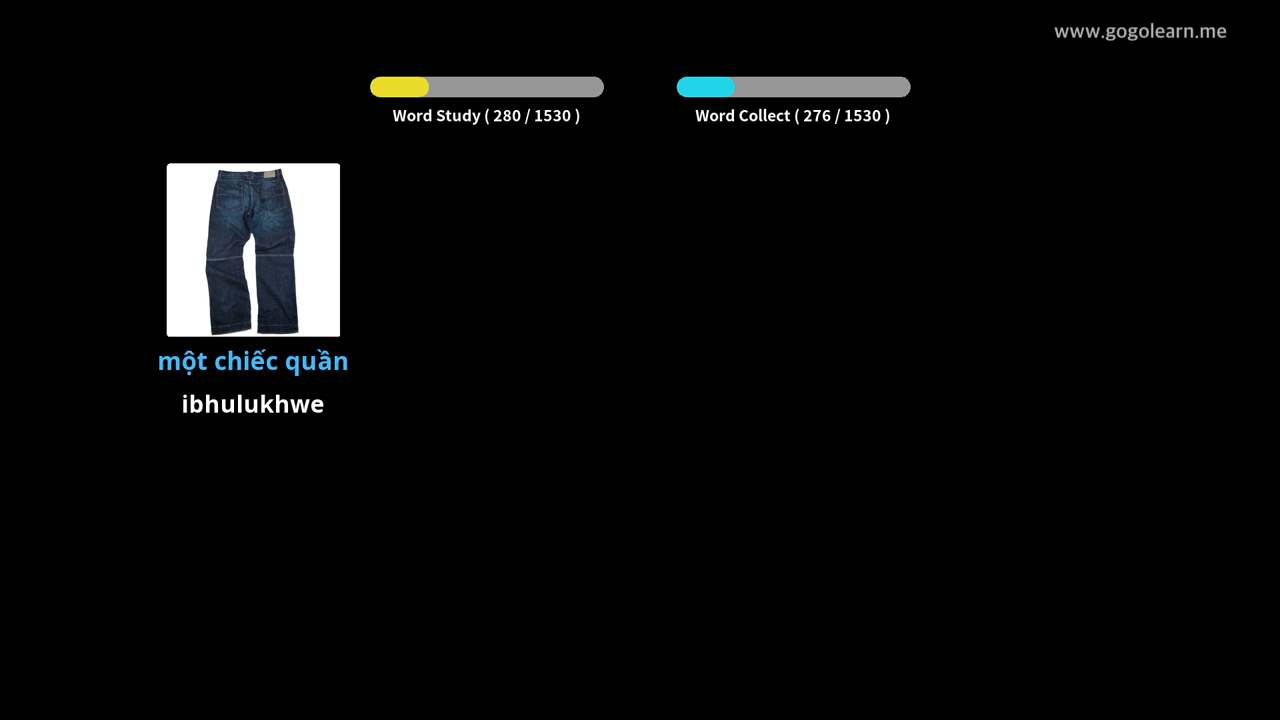 www.gogolearn.me
Word Study ( 280 / 1530 )
Word Collect ( 276 / 1530 )
một chiếc quần
ibhulukhwe